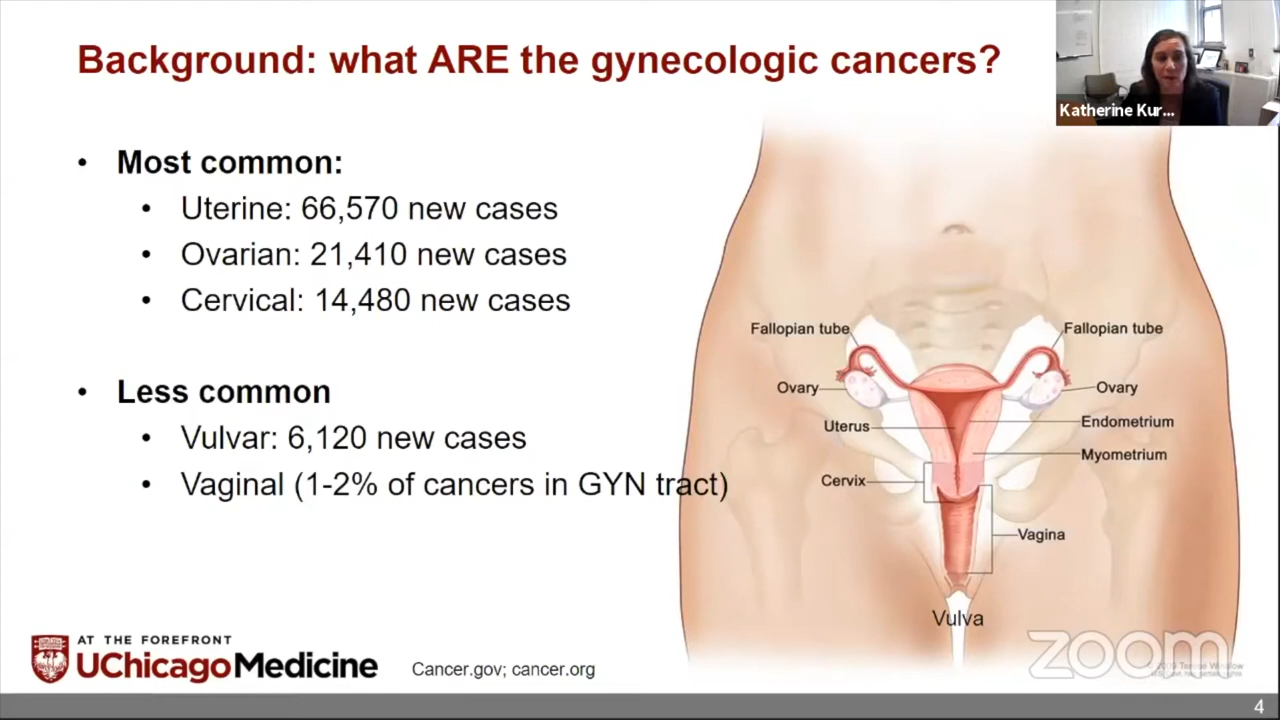 Background: what ARE the gynecologic cancers?
Katherine Kur...
• Most common:
• Uterine: 66,570 new cases
• Ovarian: 21,410 new cases
• Cervical: 14,480 new cases
• Less common
• Vulvar: 6,120 new cases
• Vaginal (1-2% of cancers in GYN tract)
Fallopian tube
Fallopian tube
Ovary
Ovary
Uterus
Endometrium
Myometrium
Cervix
Vagina
Vulva
AT THE FOREFRONT
UChicago Medicine
Cancer.gov; cancer.org
zoom
4